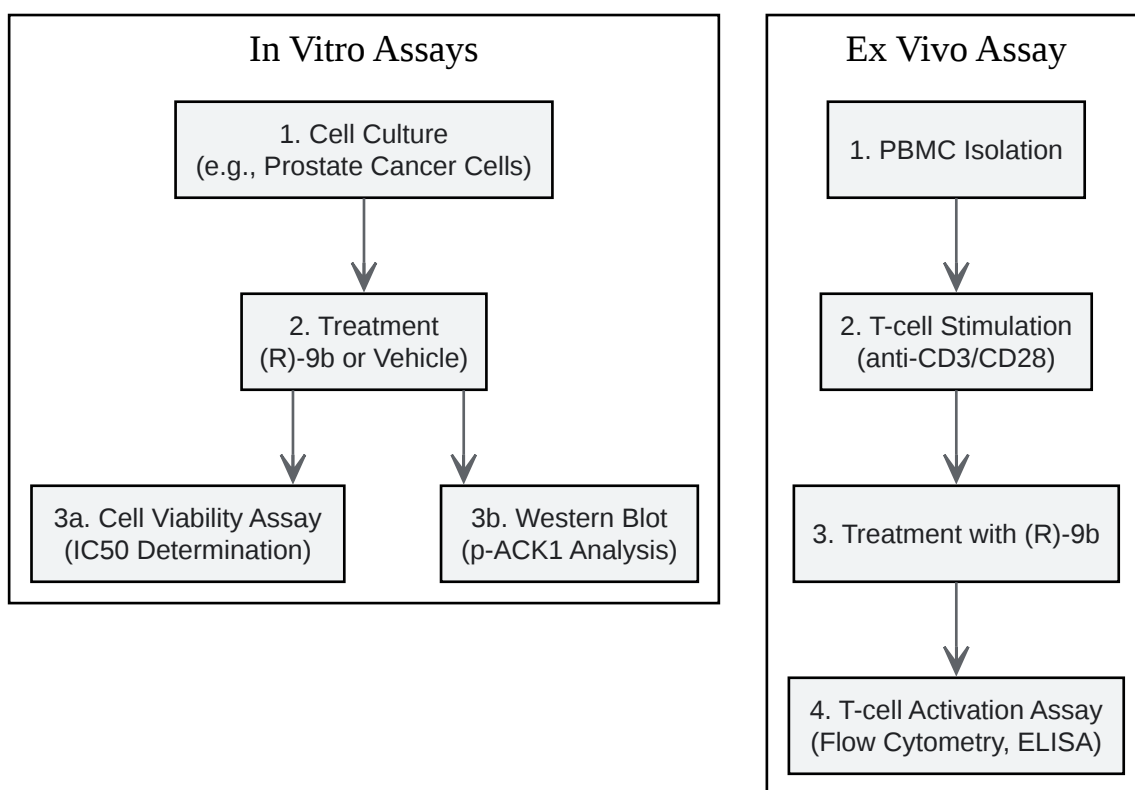 In Vitro Assays
1. Cell Culture
(e.g., Prostate Cancer Cells)
2. Treatment
(R)-9b or Vehicle)
3a. Cell Viability Assay
(IC50 Determination)
3b. Western Blot
(p-ACK1 Analysis)
Ex Vivo Assay
1. PBMC Isolation
2. T-cell Stimulation
(anti-CD3/CD28)
3. Treatment with (R)-9b
4. T-cell Activation Assay
(Flow Cytometry, ELISA)